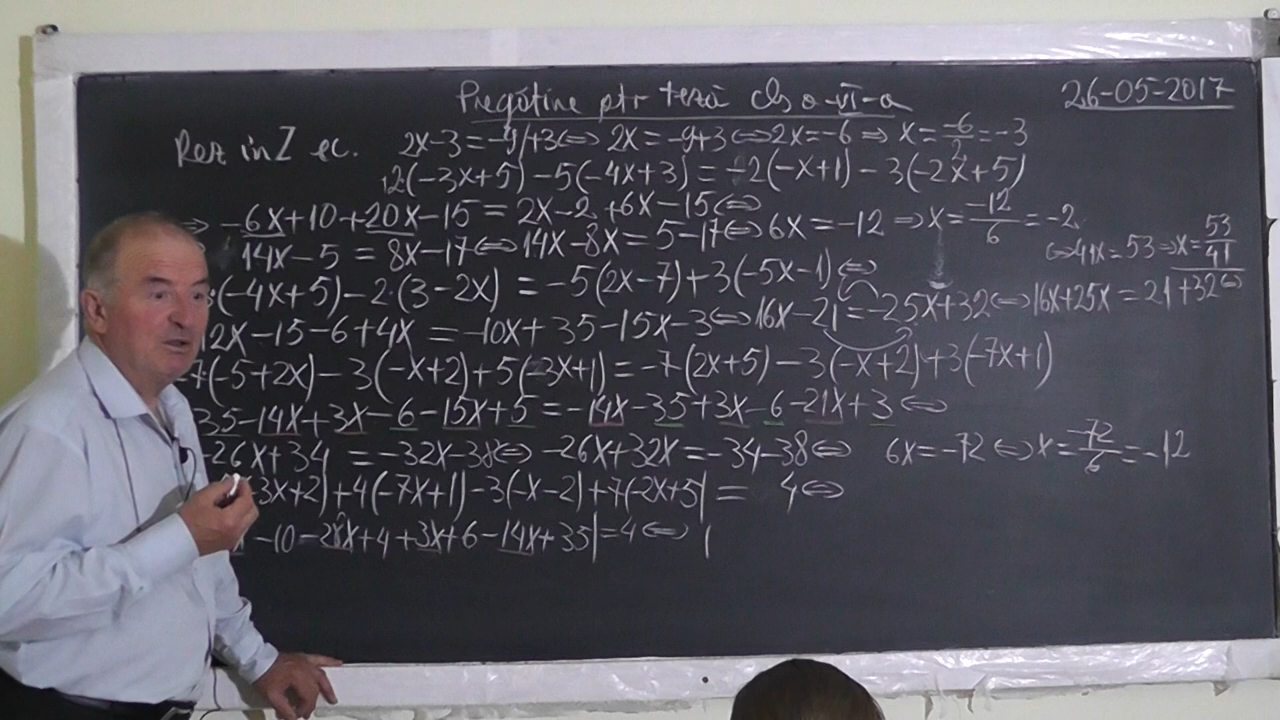 Pregătire ptr teză cls a-VI-a
26-05-2017
Rez în Z ec. 2x-3=-9/+3⇔ 2x=-9+3⇔2x=-6⇒ x=-6/2=-3
2(-3x+5)-5(-4x+3)=-2(-x+1)-3(-2x+5)
⇒ -6x+10+20x-15=2x-2+6x-15⇔
14x-5=8x-17⇔14x-8x=5-17⇔6x=-12⇒x=-12/6=-2
(-4x+5)-2·(3-2x)=-5(2x-7)+3(-5x-1)⇔
2x-15-6+4x=-10x+35-15x-3⇔16x-21=-25x+32⇔16x+25x=21+32⇔
⇔41x=53⇒x=53/41
-7(-5+2x)-3(-x+2)+5(-3x+1)=-7(2x+5)-3(-x+2)+3(-7x+1)
35-14x+3x-6-15x+5=-14x-35+3x-6-21x+3⇔
-26x+34=-32x-38⇔-26x+32x=-34-38⇔ 6x=-72⇔x=-72/6=-12
-3x+2)+4(-7x+1)-3(-x-2)+7(-2x+5|= 4⇔
-10-28x+4+3x+6-14x+35|=4⇔ |